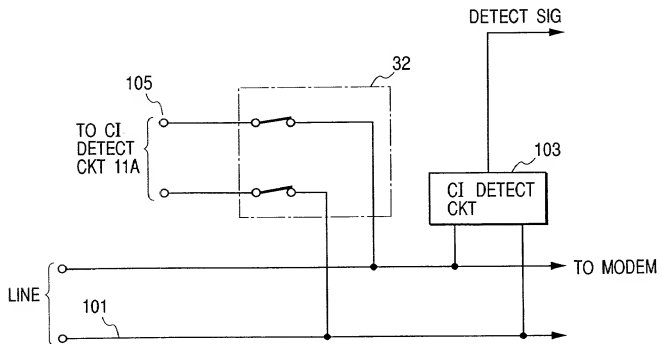 DETECT SIG
32
105
TO CI
DETECT
CKT 11A
103
CI DETECT
CKT
TO MODEM
LINE
101